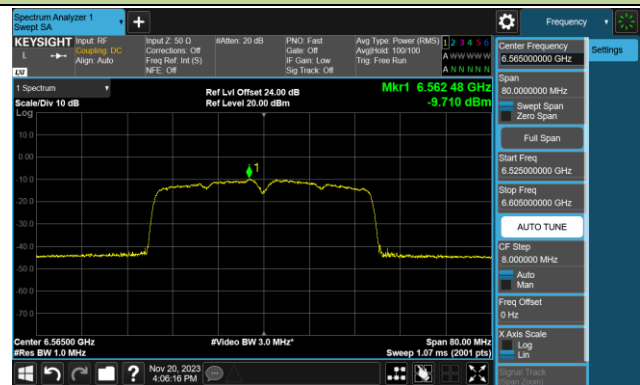 Spectrum Analyzer 1
Swept SA
Frequency
KEYSIGHT
L
Input: RF
Coupling: DC
Align: Auto
Input Z: 50 Ω
Corrections: Off
Freq Ref: Int (S)
NFE: Off
#Atten: 20 dB
PNO: Fast
Gate: Off
IF Gain: Low
Sig Track: Off
Avg Type: Power (RMS)
Avg|Hold: 100/100
Trig: Free Run
1 2 3 4 5 6
A W W W W W
A N N N N N
1 Spectrum
Scale/Div 10 dB
Ref Lvl Offset 24.00 dB
Ref Level 20.00 dBm
Mkr1 6.562 48 GHz
-9.710 dBm
Log
10.0
0.00
-10.0
-20.0
-30.0
-40.0
-50.0
-60.0
-70.0
1
Center 6.56500 GHz
#Res BW 1.0 MHz
#Video BW 3.0 MHz*
Span 80.00 MHz
Sweep 1.07 ms (2001 pts)
Nov 20, 2023
4:06:16 PM
Center Frequency
6.565000000 GHz
Settings
Span
80.0000000 MHz
Swept Span
Zero Span
Full Span
Start Freq
6.525000000 GHz
Stop Freq
6.605000000 GHz
AUTO TUNE
CF Step
8.000000 MHz
Auto
Man
Freq Offset
0 Hz
X Axis Scale
Log
Lin
Signal Track
(Span Zoom)